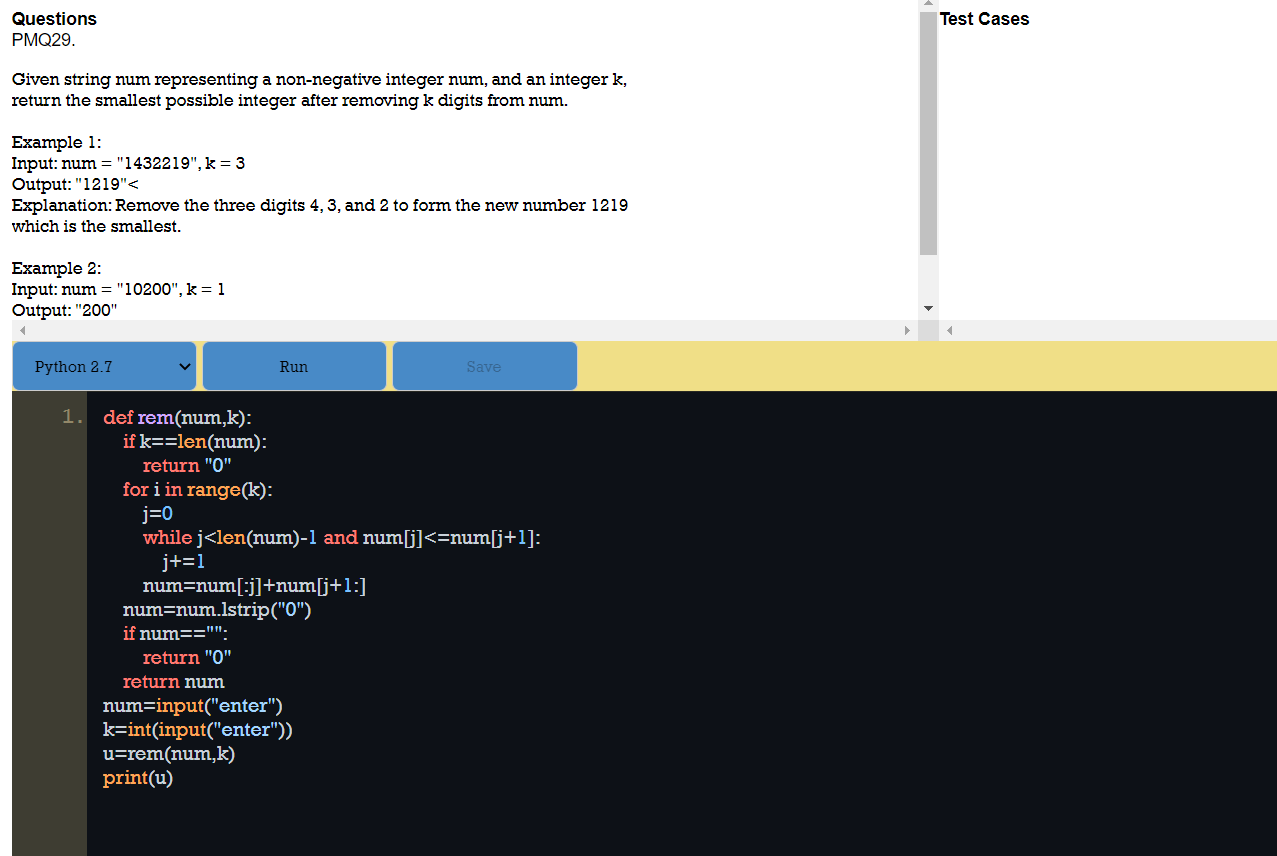 Questions
PMQ29.
Given string num representing a non-negative integer num, and an integer k,
return the smallest possible integer after removing k digits from num.
Example 1:
Input: num = "1432219", k = 3
Output: "1219"<
Explanation: Remove the three digits 4, 3, and 2 to form the new number 1219
which is the smallest.
Example 2:
Input: num = "10200", k = 1
Output: "200"
Test Cases
Python 2.7
Run
Save
1.
def rem(num,k):
    if k==len(num):
        return "0"
    for i in range(k):
        j=0
        while j<len(num)-1 and num[j]<=num[j+1]:
            j+=1
        num=num[:j]+num[j+1:]
    num=num.lstrip("0")
    if num=="":
        return "0"
    return num
num=input("enter")
k=int(input("enter"))
u=rem(num,k)
print(u)